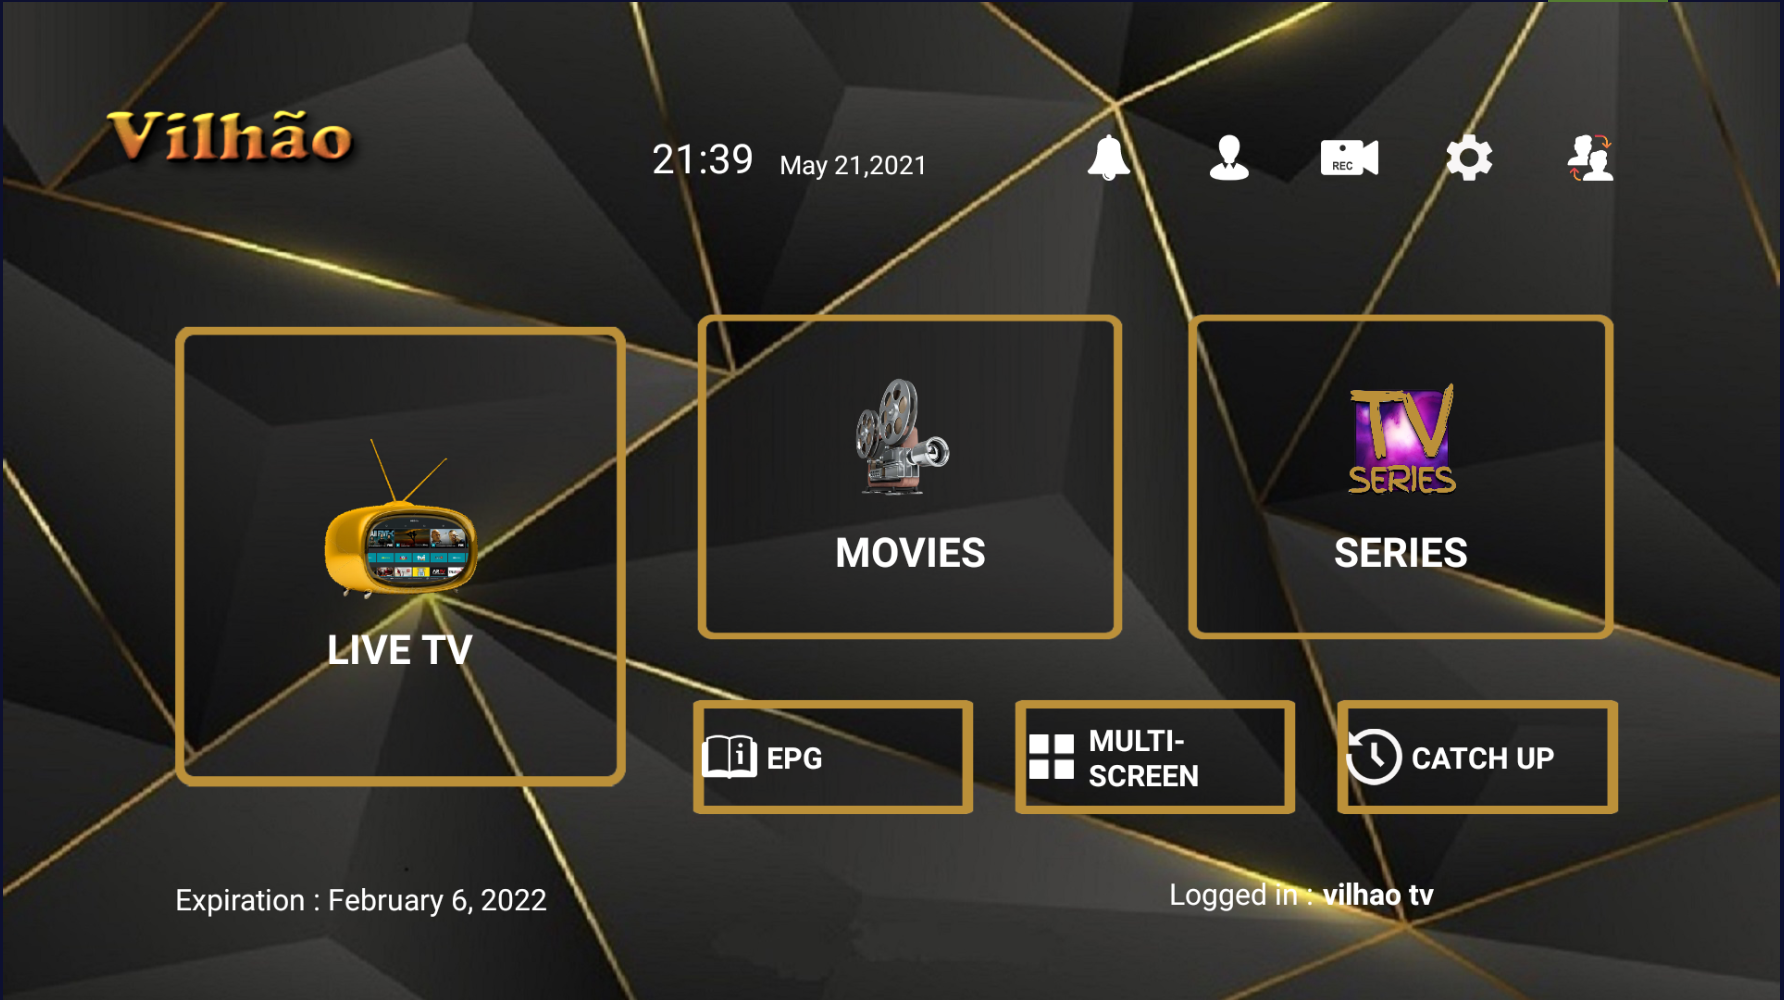 Vilhão
21:39 May 21,2021
REC
TV
SERIES
LIVE TV
MOVIES
SERIES
EPG
MULTI-
SCREEN
CATCH UP
Expiration : February 6, 2022
Logged in : vilhao tv